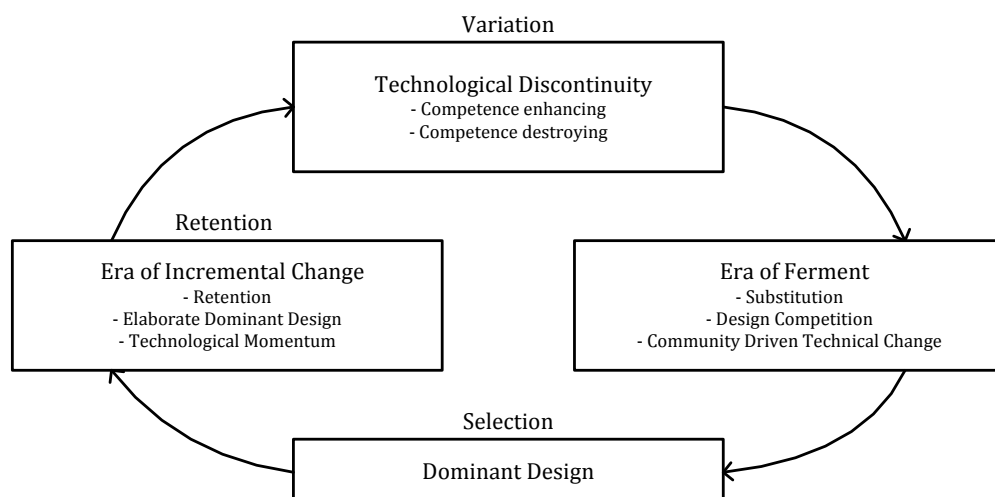 Variation
Technological Discontinuity
- Competence enhancing
- Competence destroying
Retention
Era of Incremental Change
- Retention
- Elaborate Dominant Design
- Technological Momentum
Era of Ferment
- Substitution
- Design Competition
- Community Driven Technical Change
Selection
Dominant Design